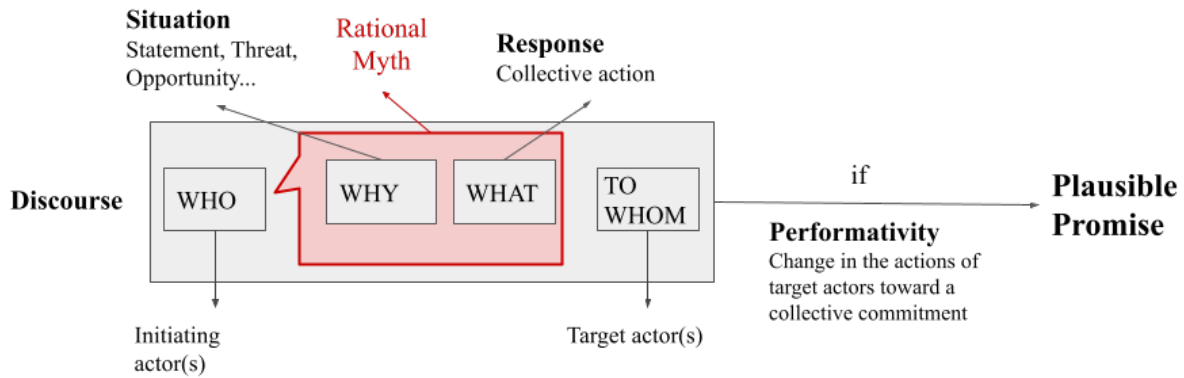 Situation
Statement, Threat,
Opportunity...
Rational
Myth
Response
Collective action
Discourse
WHO
WHY
WHAT
TO
WHOM
if
Performativity
Change in the actions of
target actors toward a
collective commitment
Plausible
Promise
Initiating
actor(s)
Target actor(s)